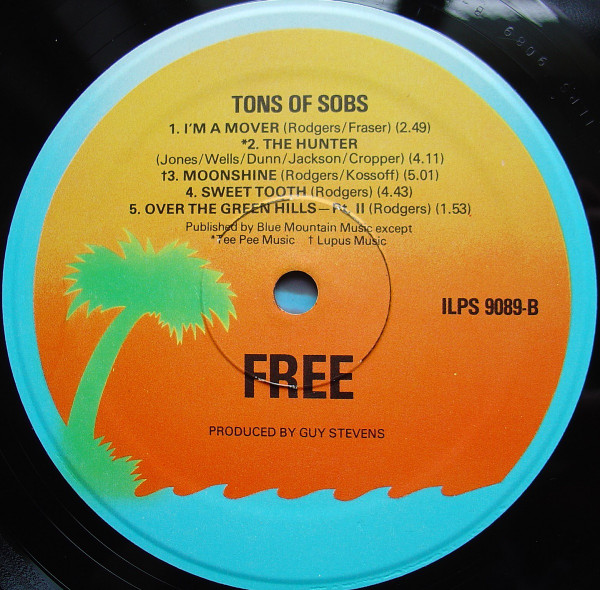 TONS OF SOBS
1. I'M A MOVER (Rodgers/Fraser) (2.49)
*2. THE HUNTER
(Jones/Wells/Dunn/Jackson/Cropper) (4.11)
†3. MOONSHINE (Rodgers/Kossoff) (5.01)
4. SWEET TOOTH (Rodgers) (4.43)
5. OVER THE GREEN HILLS—Pt. II (Rodgers) (1.53)
Published by Blue Mountain Music except
*Tee Pee Music † Lupus Music
ILPS 9089-B
FREE
PRODUCED BY GUY STEVENS